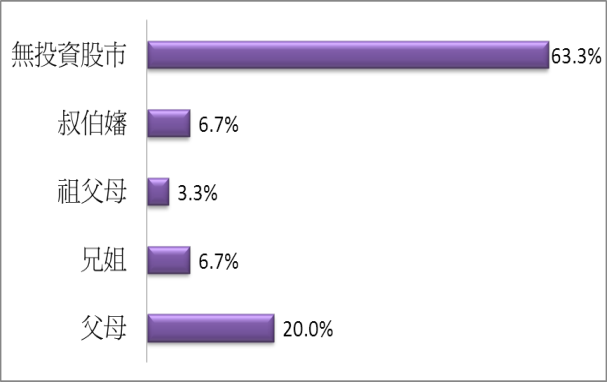 無投資股市 63.3%
叔伯嬸 6.7%
祖父母 3.3%
兄姐 6.7%
父母 20.0%